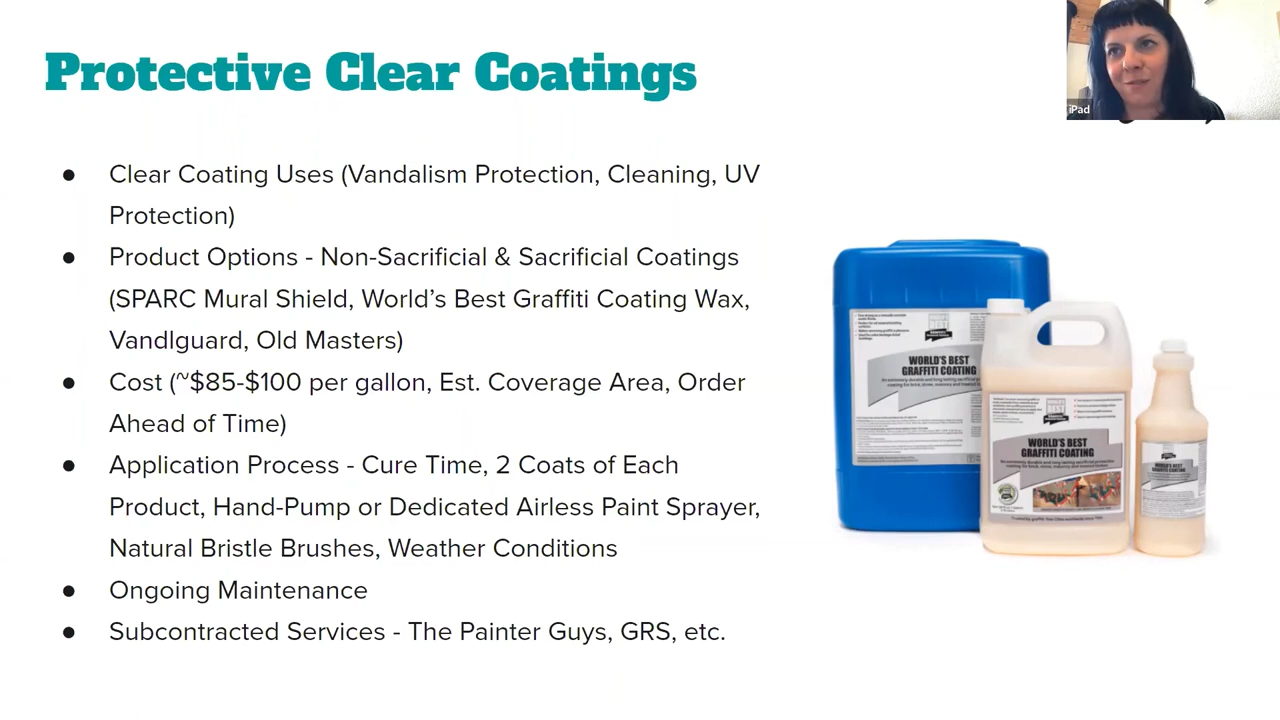 Protective Clear Coatings
iPad
● Clear Coating Uses (Vandalism Protection, Cleaning, UV
Protection)
● Product Options - Non-Sacrificial & Sacrificial Coatings
(SPARC Mural Shield, World’s Best Graffiti Coating Wax,
Vandlguard, Old Masters)
● Cost (~$85-$100 per gallon, Est. Coverage Area, Order
Ahead of Time)
● Application Process - Cure Time, 2 Coats of Each
Product, Hand-Pump or Dedicated Airless Paint Sprayer,
Natural Bristle Brushes, Weather Conditions
● Ongoing Maintenance
● Subcontracted Services - The Painter Guys, GRS, etc.
WORLD'S BEST
GRAFFITI COATING
WORLD'S BEST
GRAFFITI COATING
WORLD'S BEST
GRAFFITI COATING